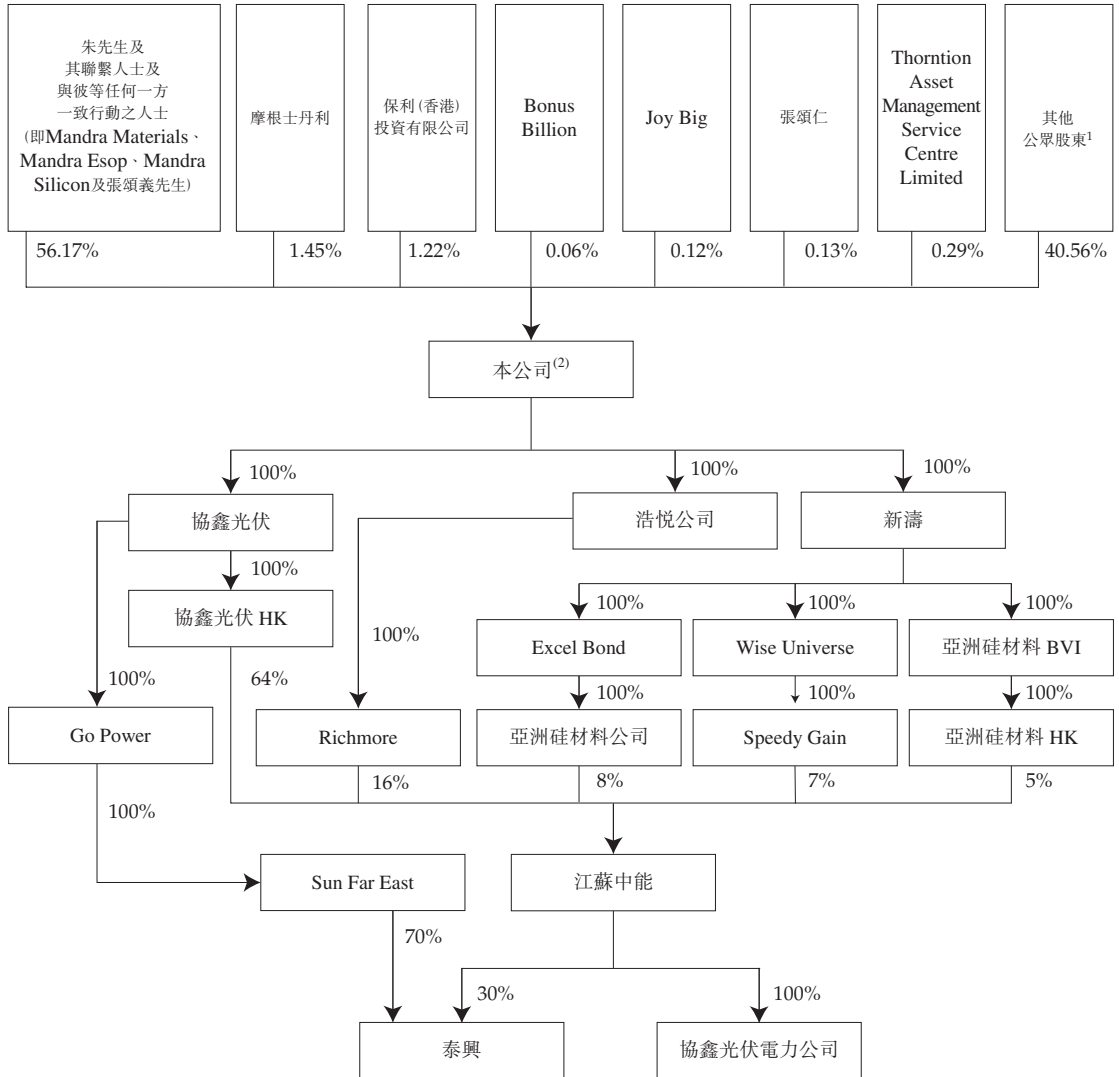 朱先生及
其聯繫人士及
與彼等任何一方
一致行動之人士
(即Mandra Materials、
Mandra Esop、Mandra
Silicon及張頌義先生)
摩根士丹利
保利(香港)
投資有限公司
Bonus
Billion
Joy Big
張頌仁
Thorntion
Asset
Management
Service
Centre
Limited
其他
公眾股東1
56.17%
1.45%
1.22%
0.06%
0.12%
0.13%
0.29%
40.56%
本公司(2)
100%
100%
100%
協鑫光伏
浩悅公司
新濤
100%
100%
100%
100%
協鑫光伏 HK
100%
Excel Bond
Wise Universe
亞洲硅材料 BVI
100%
64%
100%
100%
100%
Go Power
Richmore
亞洲硅材料公司
Speedy Gain
亞洲硅材料 HK
16%
8%
7%
5%
100%
Sun Far East
江蘇中能
70%
30%
100%
泰興
協鑫光伏電力公司